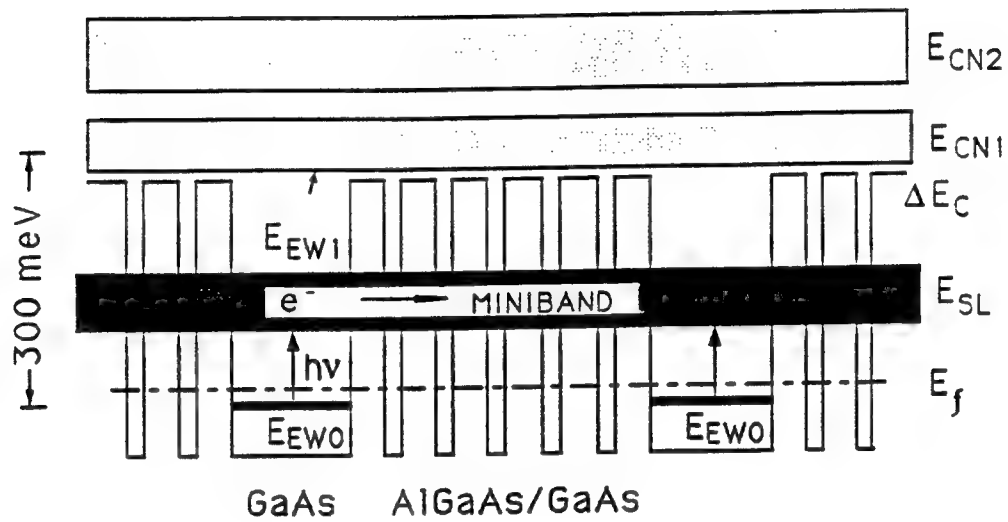 E_CN2
E_CN1
ΔE_C
300 meV
E_EW1
e⁻ MINIBAND
E_SL
hν
E_f
E_EW0
E_EW0
GaAs AlGaAs/GaAs